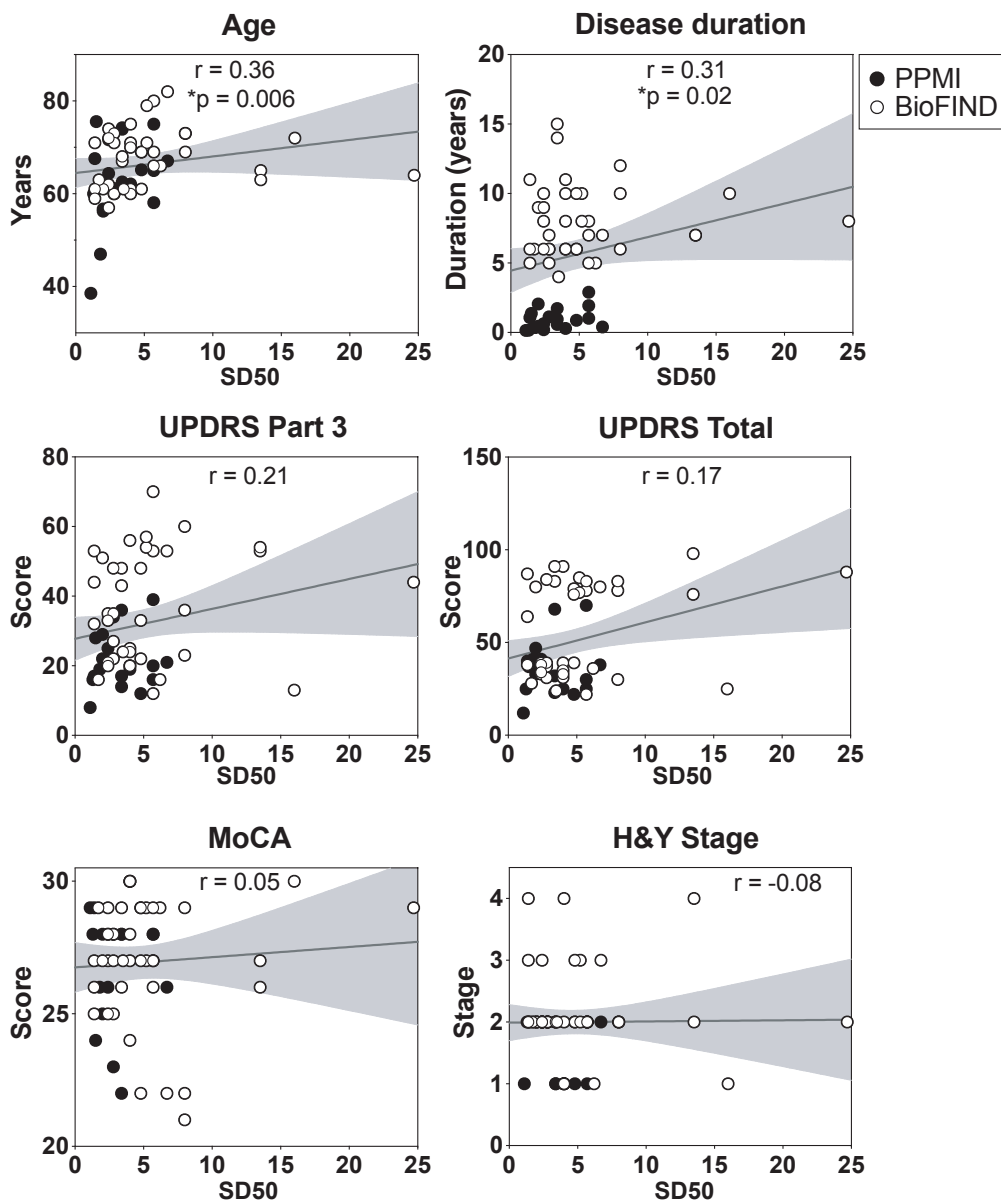 Age
r = 0.36
*p = 0.006
Years
80
60
40
0 5 10 15 20 25
SD50
Disease duration
r = 0.31
*p = 0.02
Duration (years)
20
15
10
5
0
0 5 10 15 20 25
SD50
PPMI
BioFIND
UPDRS Part 3
r = 0.21
Score
80
60
40
20
0
0 5 10 15 20 25
SD50
UPDRS Total
r = 0.17
Score
150
100
50
0
0 5 10 15 20 25
SD50
MoCA
r = 0.05
Score
30
25
20
0 5 10 15 20 25
SD50
H&Y Stage
r = -0.08
Stage
4
3
2
1
0
0 5 10 15 20 25
SD50